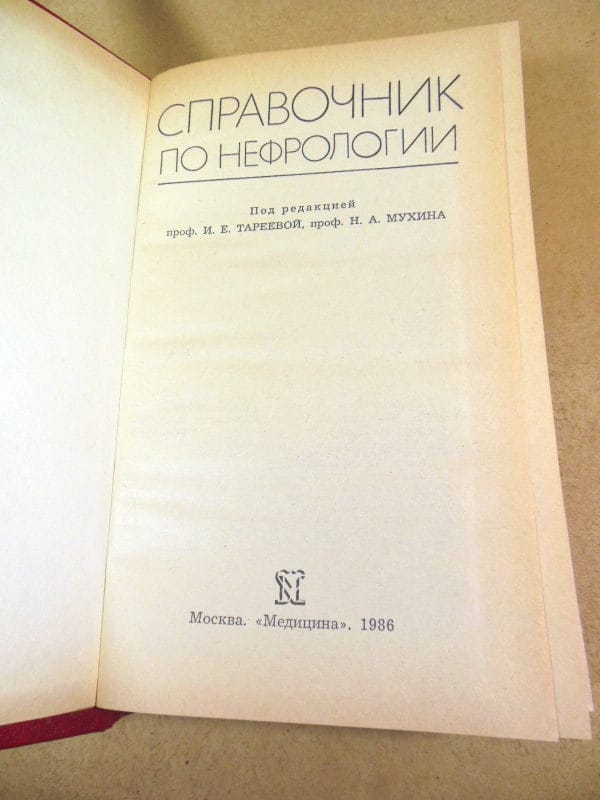 СПРАВОЧНИК
ПО НЕФРОЛОГИИ
Под редакцией
проф. И. Е. ТАРЕЕВОЙ, проф. Н. А. МУХИНА
Москва. «Медицина». 1986